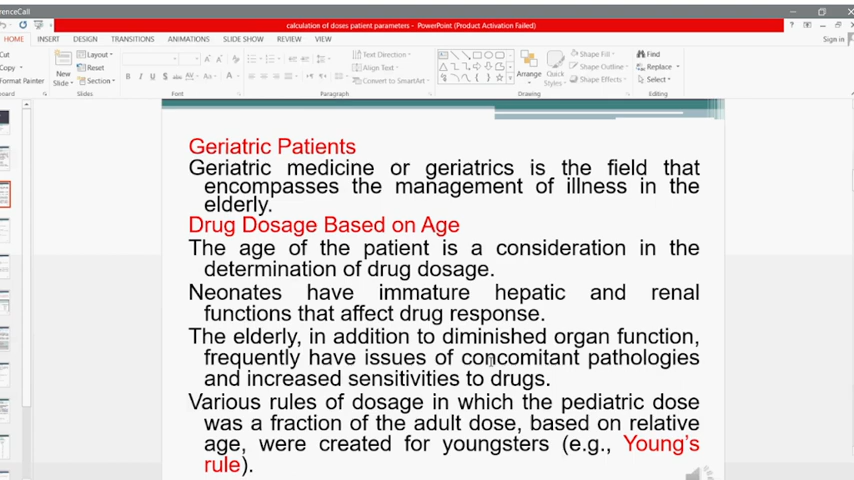 renceCall
calculation of doses patient parameters - PowerPoint (Product Activation Failed)
HOME INSERT DESIGN TRANSITIONS ANIMATIONS SLIDE SHOW REVIEW VIEW Sign in
Cut
Copy
Format Painter
New
Slide
Layout
Reset
Section
Text Direction
Align Text
Convert to SmartArt
Arrange
Quick
Styles
Shape Fill
Shape Outline
Shape Effects
Find
Replace
Select
Slides Font Paragraph Drawing Editing
Geriatric Patients
Geriatric medicine or geriatrics is the field that
encompasses the management of illness in the
elderly.
Drug Dosage Based on Age
The age of the patient is a consideration in the
determination of drug dosage.
Neonates have immature hepatic and renal
functions that affect drug response.
The elderly, in addition to diminished organ function,
frequently have issues of concomitant pathologies
and increased sensitivities to drugs.
Various rules of dosage in which the pediatric dose
was a fraction of the adult dose, based on relative
age, were created for youngsters (e.g., Young's
rule).